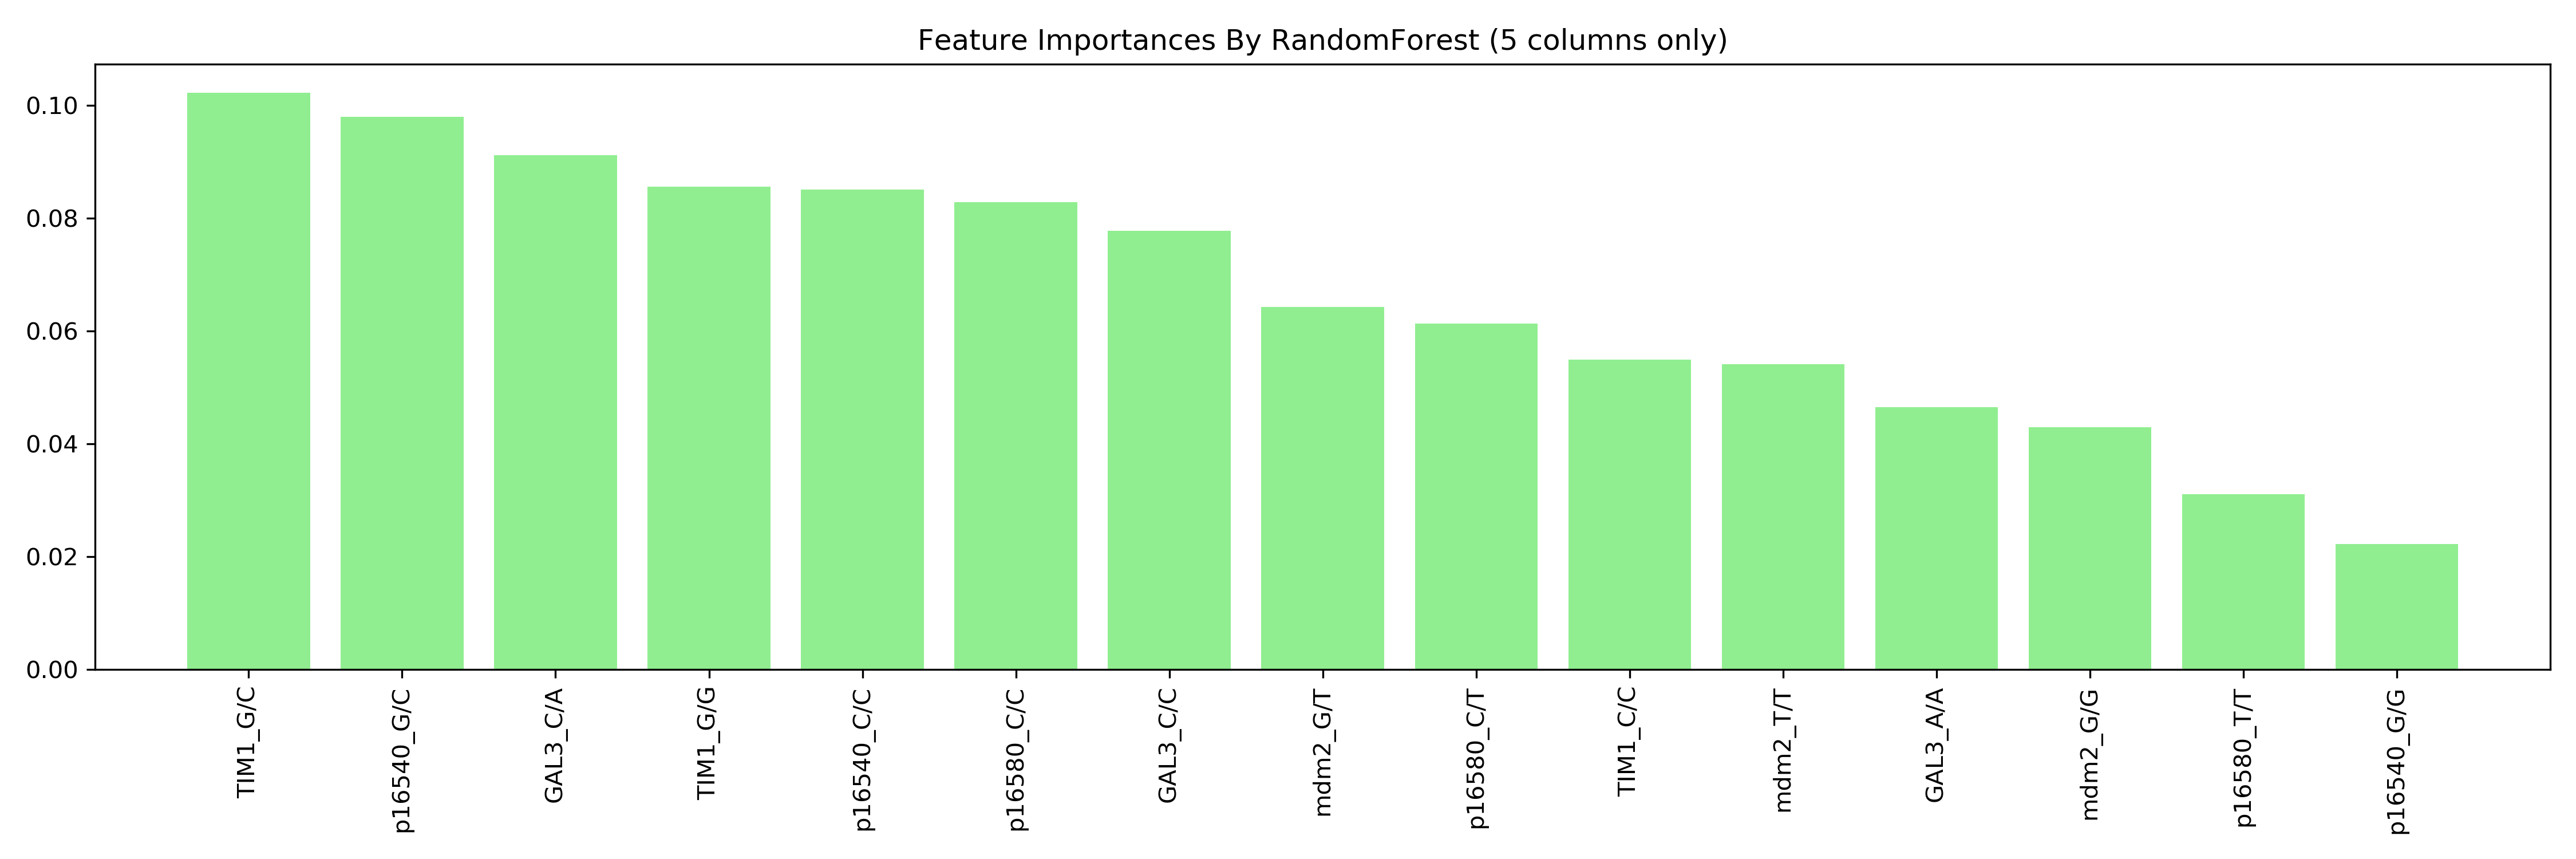 Feature Importances By RandomForest (5 columns only)
0.10
0.08
0.06
0.04
0.02
0.00
TIM1_G/C
p16540_G/C
GAL3_C/A
TIM1_G/G
p16540_C/C
p16580_C/C
GAL3_C/C
mdm2_G/T
p16580_C/T
TIM1_C/C
mdm2_T/T
GAL3_A/A
mdm2_G/G
p16580_T/T
p16540_G/G